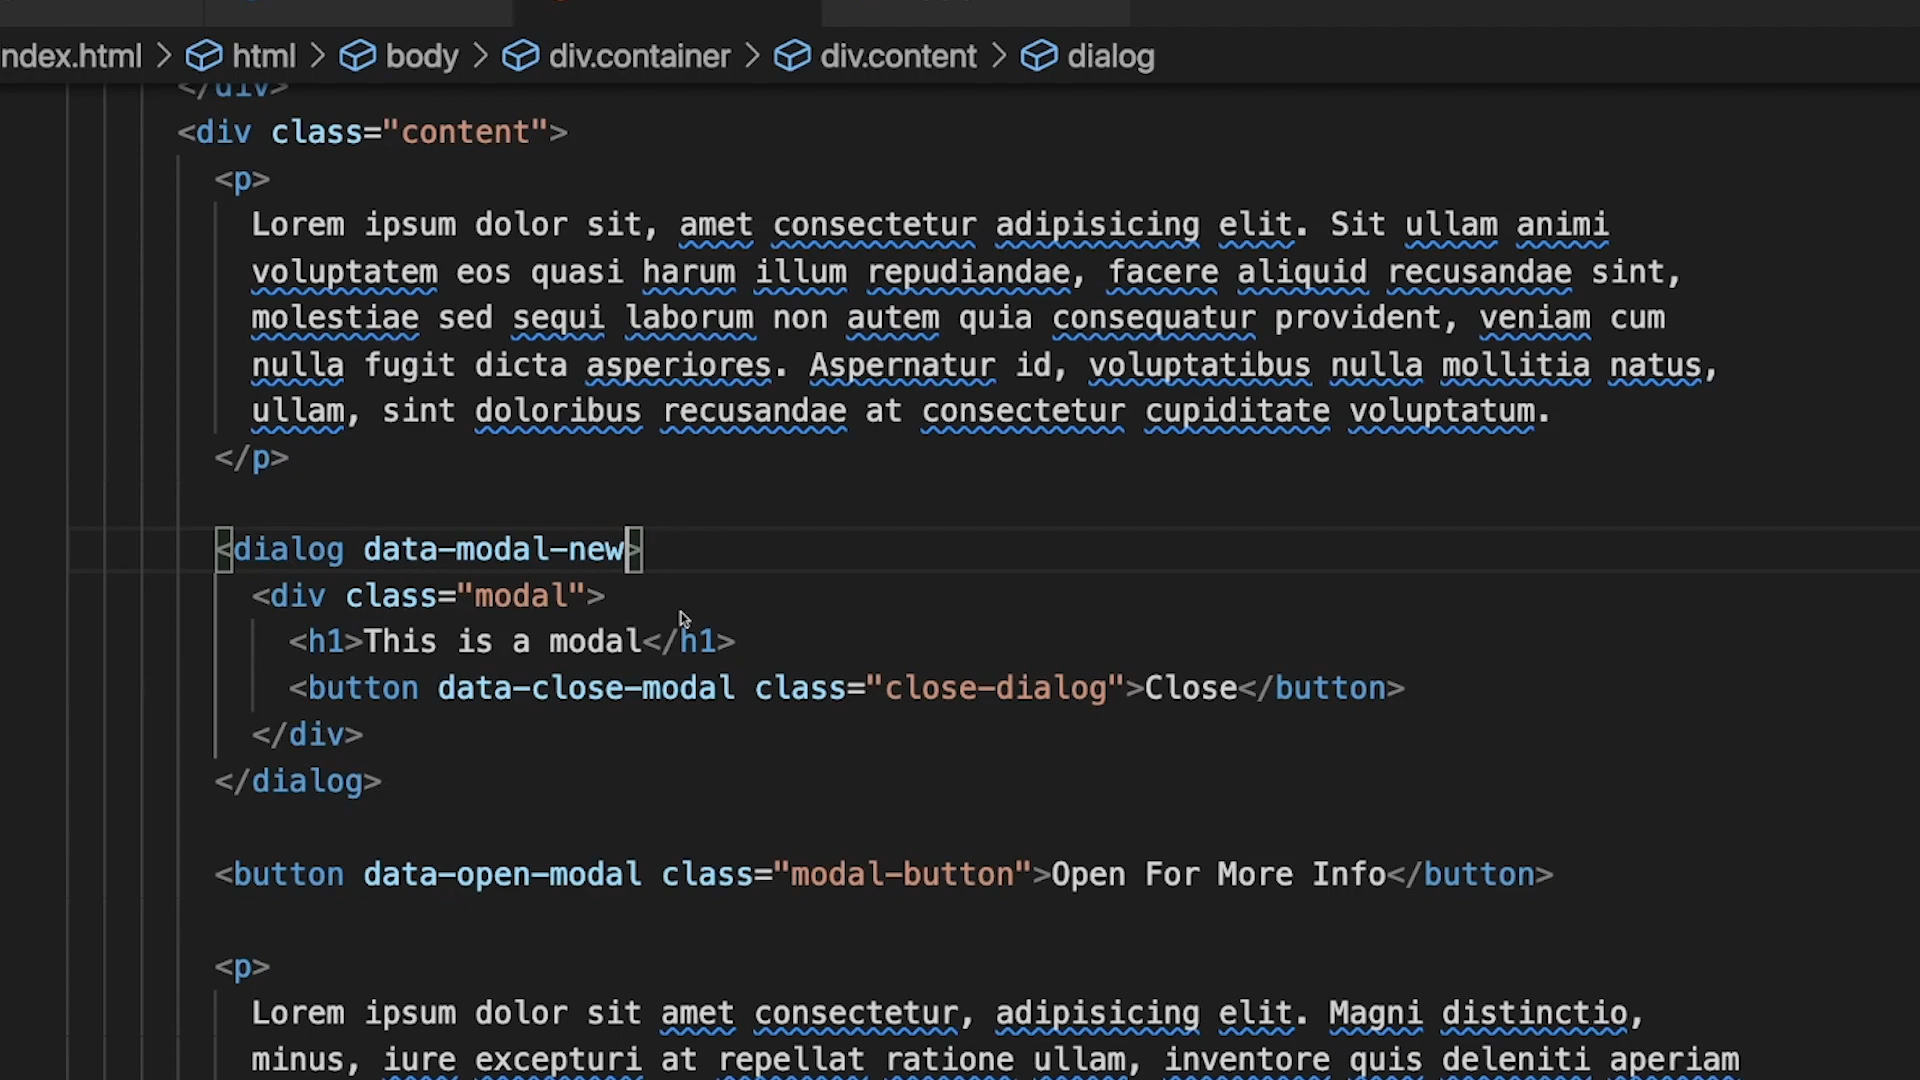 ndex.html > html > body > div.container > div.content > dialog
</div>
<div class="content">
<p>
Lorem ipsum dolor sit, amet consectetur adipisicing elit. Sit ullam animi
voluptatem eos quasi harum illum repudiandae, facere aliquid recusandae sint,
molestiae sed sequi laborum non autem quia consequatur provident, veniam cum
nulla fugit dicta asperiores. Aspernatur id, voluptatibus nulla mollitia natus,
ullam, sint doloribus recusandae at consectetur cupiditate voluptatum.
</p>
<dialog data-modal-new>
<div class="modal">
<h1>This is a modal</h1>
<button data-close-modal class="close-dialog">Close</button>
</div>
</dialog>
<button data-open-modal class="modal-button">Open For More Info</button>
<p>
Lorem ipsum dolor sit amet consectetur, adipisicing elit. Magni distinctio,
minus, iure excepturi at repellat ratione ullam, inventore quis deleniti aperiam